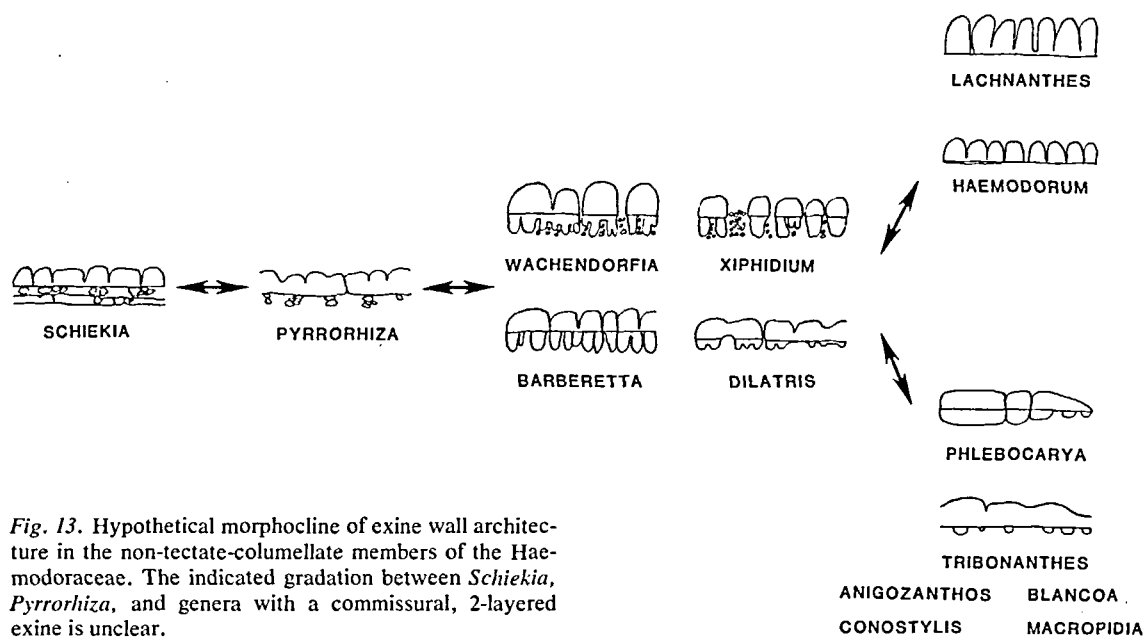 LACHNANTHES
HAEMODORUM
WACHENDORFIA
XIPHIDIUM
SCHIEKIA
PYRRORHIZA
BARBERETTA
DILATRIS
PHLEBOCARYA
TRIBONANTHES
ANIGOZANTHOS BLANCOA
CONOSTYLIS MACROPIDIA
Fig. 13. Hypothetical morphocline of exine wall architec-
ture in the non-tectate-columellate members of the Hae-
modoraceae. The indicated gradation between Schiekia,
Pyrrorhiza, and genera with a commissural, 2-layered
exine is unclear.